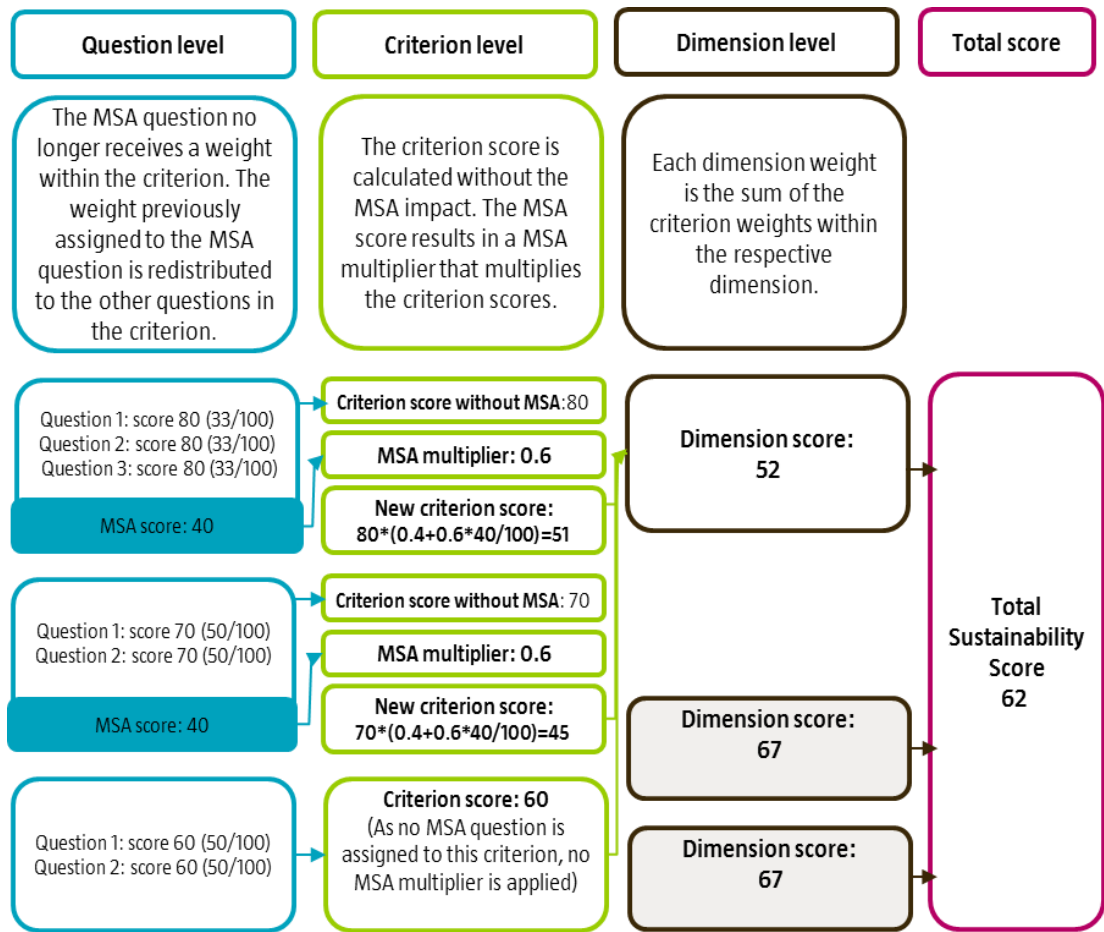 Question level
Criterion level
Dimension level
Total score
The MSA question no
longer receives a weight
within the criterion. The
weight previously
assigned to the MSA
question is redistributed
to the other questions in
the criterion.
The criterion score is
calculated without the
MSA impact. The MSA
score results in a MSA
multiplier that multiplies
the criterion scores.
Each dimension weight
is the sum of the
criterion weights within
the respective
dimension.
Question 1: score 80 (33/100)
Question 2: score 80 (33/100)
Question 3: score 80 (33/100)
MSA score: 40
Criterion score without MSA:80
MSA multiplier: 0.6
New criterion score:
80*(0.4+0.6*40/100)=51
Question 1: score 70 (50/100)
Question 2: score 70 (50/100)
MSA score: 40
Criterion score without MSA: 70
MSA multiplier: 0.6
New criterion score:
70*(0.4+0.6*40/100)=45
Question 1: score 60 (50/100)
Question 2: score 60 (50/100)
Criterion score: 60
(As no MSA question is
assigned to this criterion, no
MSA multiplier is applied)
Dimension score:
52
Dimension score:
67
Dimension score:
67
Total
Sustainability
Score
62